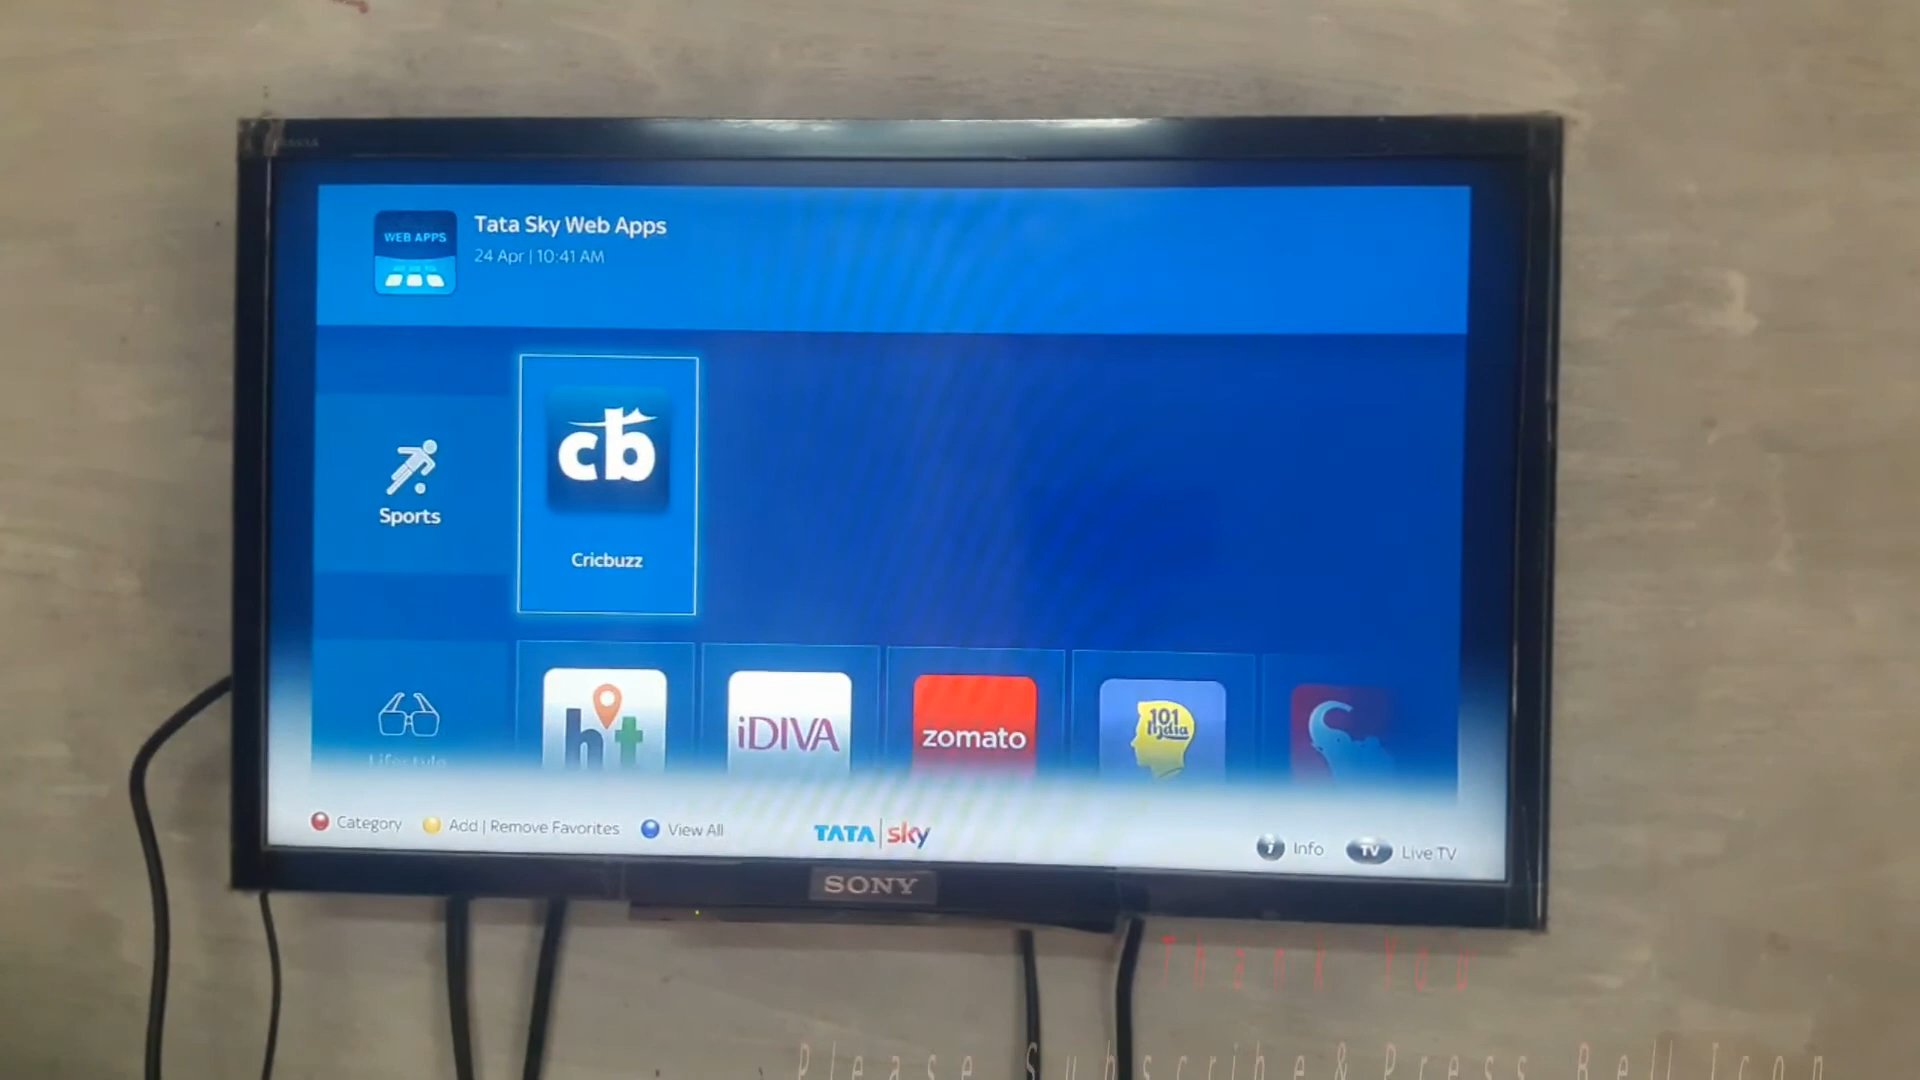 WEB APPS
Tata Sky Web Apps
24 Apr | 10:41 AM
cb
Sports
Cricbuzz
Lifestyle
ht
iDIVA
zomato
101
India
Category
Add | Remove Favorites
View All
TATA sky
i Info
TV Live TV
SONY
Thank You
Please Subscribe & Press Bell Icon